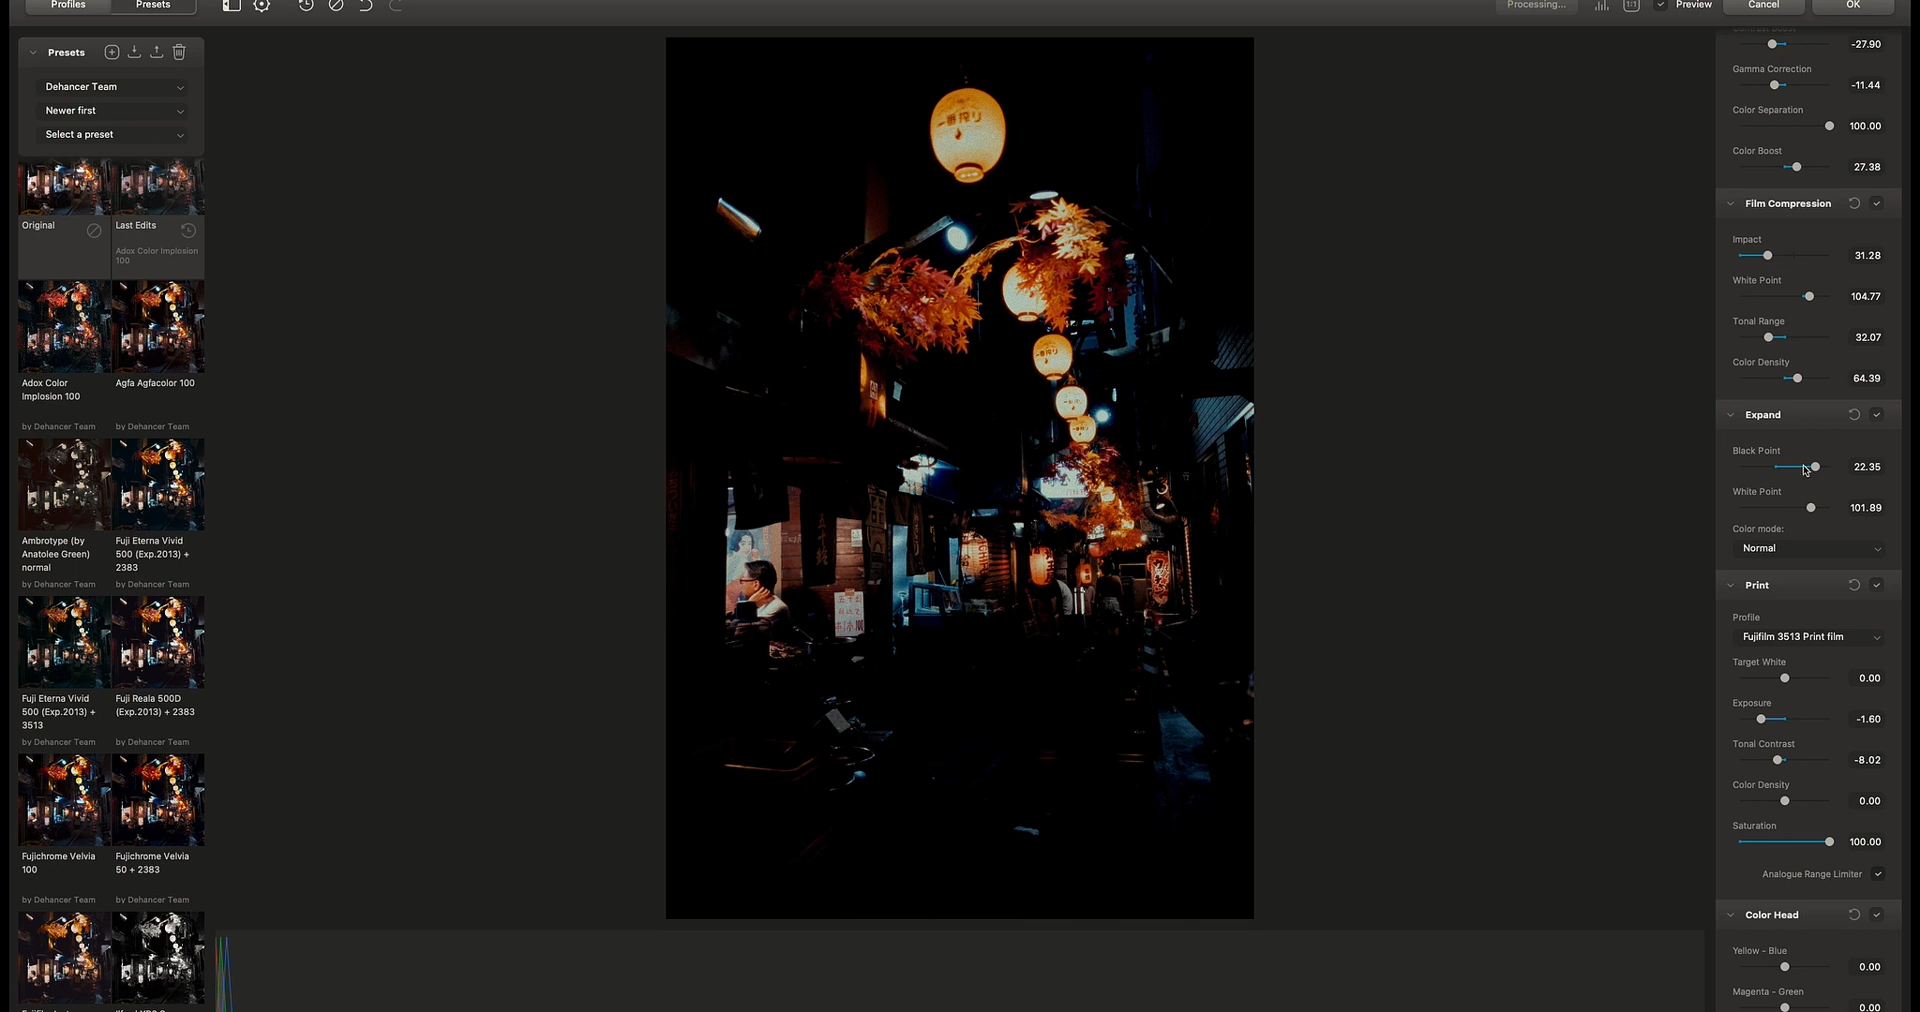 Profiles
Presets
Processing...
1:1
Preview
Cancel
OK
Presets
Dehancer Team
Newer first
Select a preset
Original
Last Edits
Adox Color Implosion
100
Adox Color
Implosion 100
Agfa Agfacolor 100
by Dehancer Team
by Dehancer Team
Ambrotype (by
Anatolee Green)
normal
Fuji Eterna Vivid
500 (Exp.2013) +
2383
by Dehancer Team
by Dehancer Team
Fuji Eterna Vivid
500 (Exp.2013) +
3513
Fuji Reala 500D
(Exp.2013) + 2383
by Dehancer Team
by Dehancer Team
Fujichrome Velvia
100
Fujichrome Velvia
50 + 2383
by Dehancer Team
by Dehancer Team
一番搾り
Contrast Boost
-27.90
Gamma Correction
-11.44
Color Separation
100.00
Color Boost
27.38
Film Compression
Impact
31.28
White Point
104.77
Tonal Range
32.07
Color Density
64.39
Expand
Black Point
22.35
White Point
101.89
Color mode:
Normal
Print
Profile
Fujifilm 3513 Print film
Target White
0.00
Exposure
-1.60
Tonal Contrast
-8.02
Color Density
0.00
Saturation
100.00
Analogue Range Limiter
Color Head
Yellow - Blue
0.00
Magenta - Green
0.00